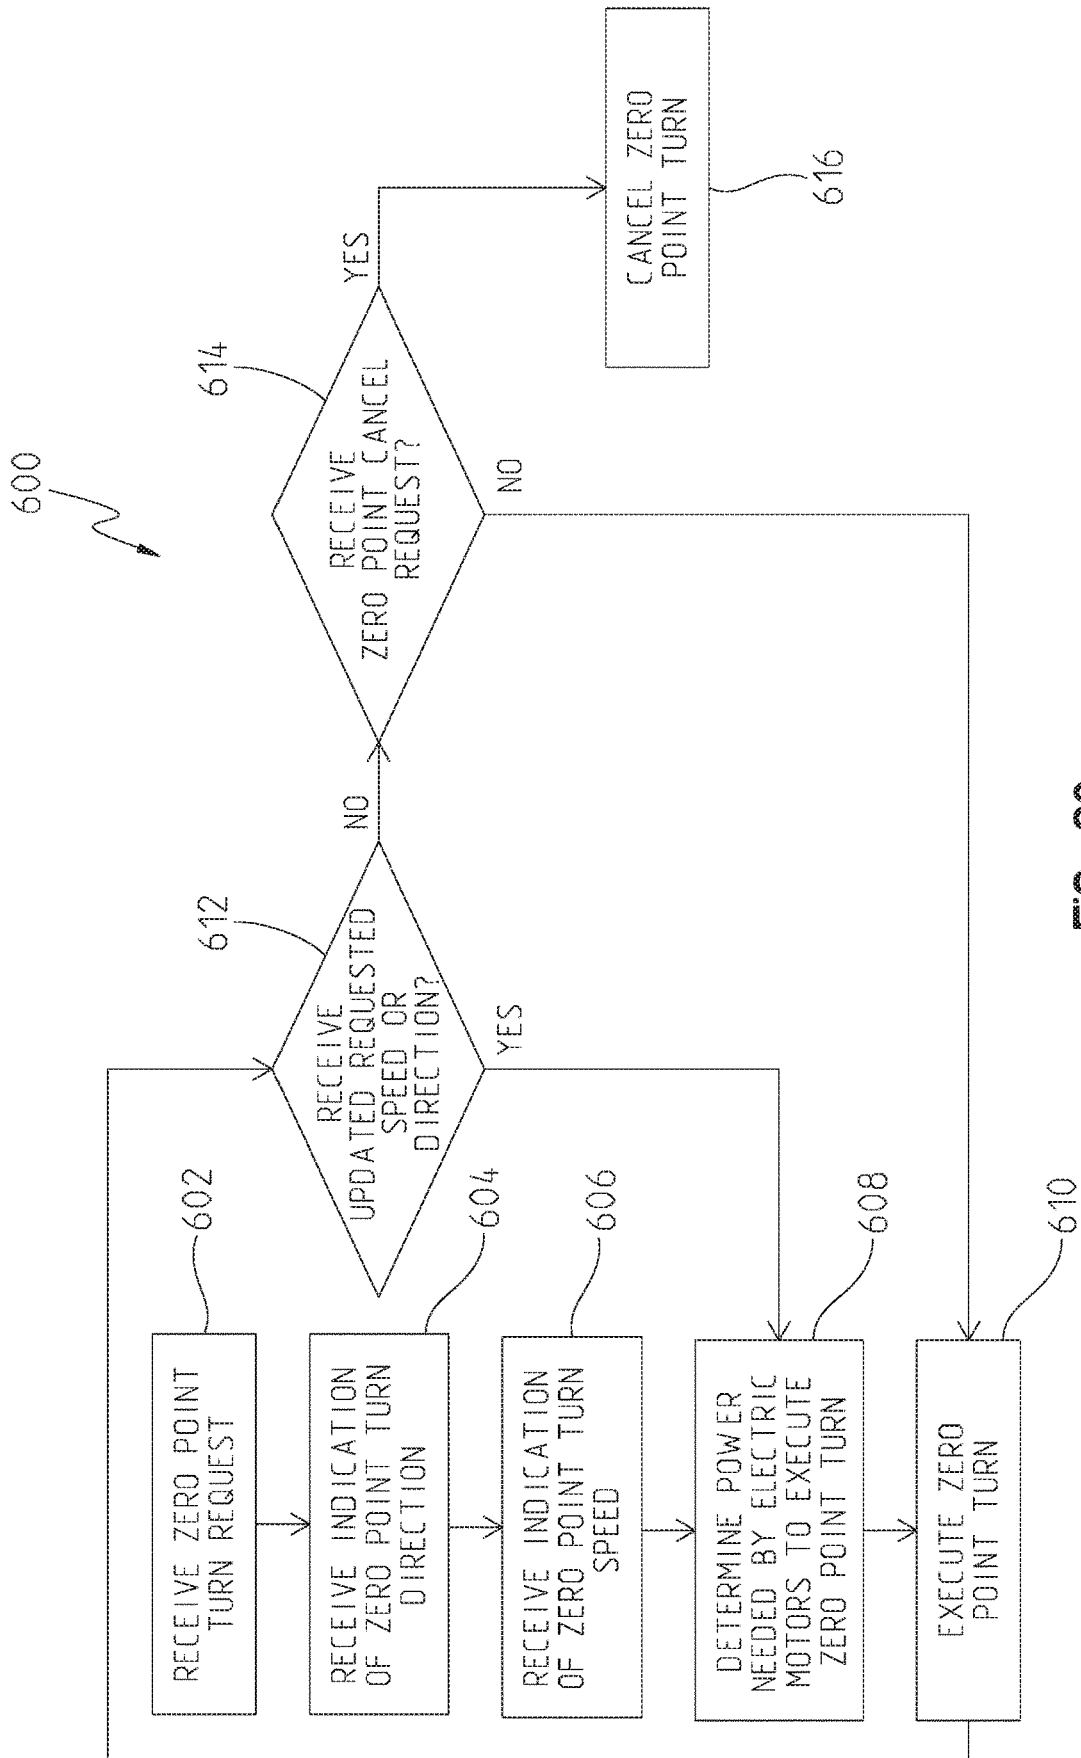 600
RECEIVE ZERO POINT
TURN REQUEST
602
RECEIVE INDICATION
OF ZERO POINT TURN
DIRECTION
604
RECEIVE INDICATION
OF ZERO POINT TURN
SPEED
606
DETERMINE POWER
NEEDED BY ELECTRIC
MOTORS TO EXECUTE
ZERO POINT TURN
608
EXECUTE ZERO
POINT TURN
610
RECEIVE
UPDATED REQUESTED
SPEED OR
DIRECTION?
612
NO
YES
RECEIVE
ZERO POINT CANCEL
REQUEST?
614
YES
NO
CANCEL ZERO
POINT TURN
616